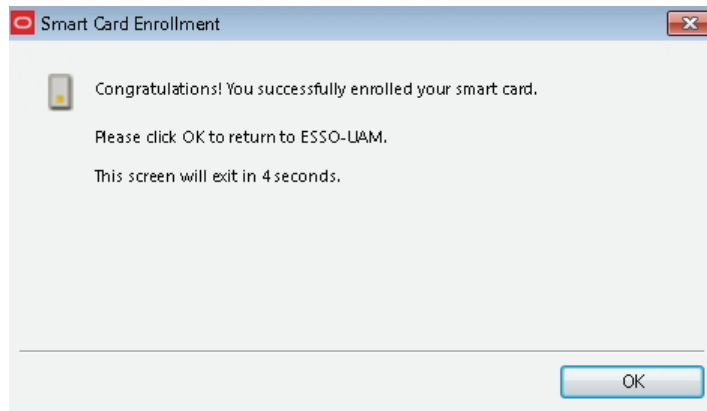 Smart Card Enrollment
Congratulations! You successfully enrolled your smart card.
Please click OK to return to ESSO-UAM.
This screen will exit in 4 seconds.
OK